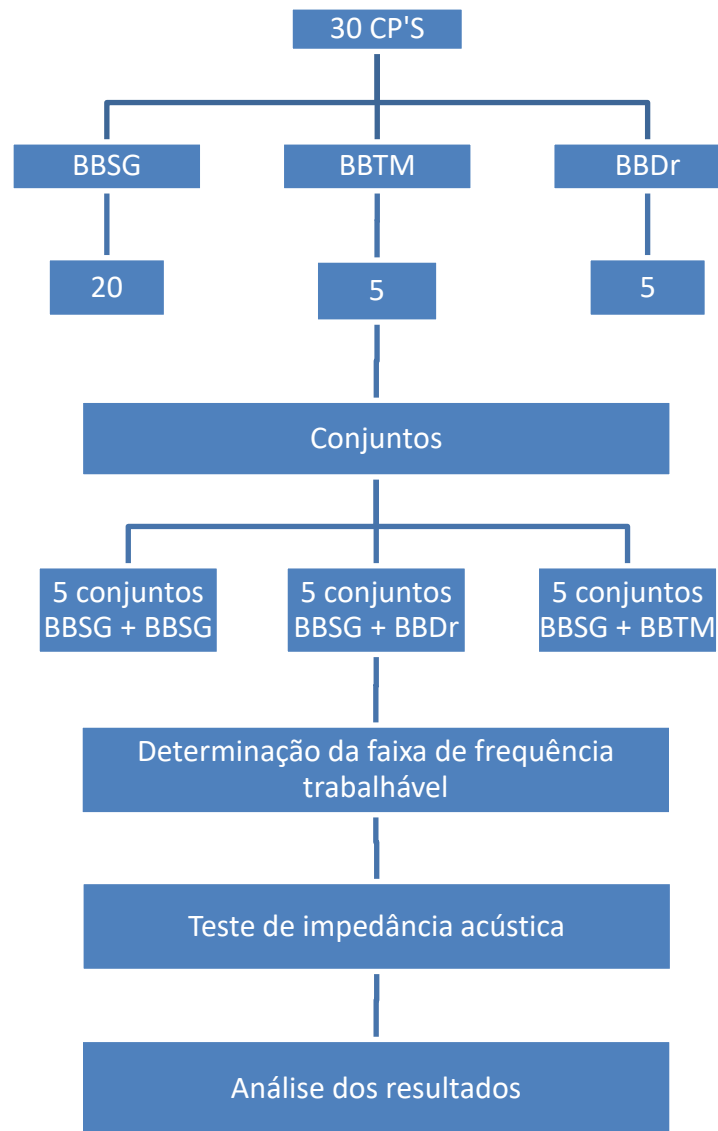 30 CP'S
BBSG
BBTM
BBDr
20
5
5
Conjuntos
5 conjuntos
BBSG + BBSG
5 conjuntos
BBSG + BBDr
5 conjuntos
BBSG + BBTM
Determinação da faixa de frequência
trabalhável
Teste de impedância acústica
Análise dos resultados